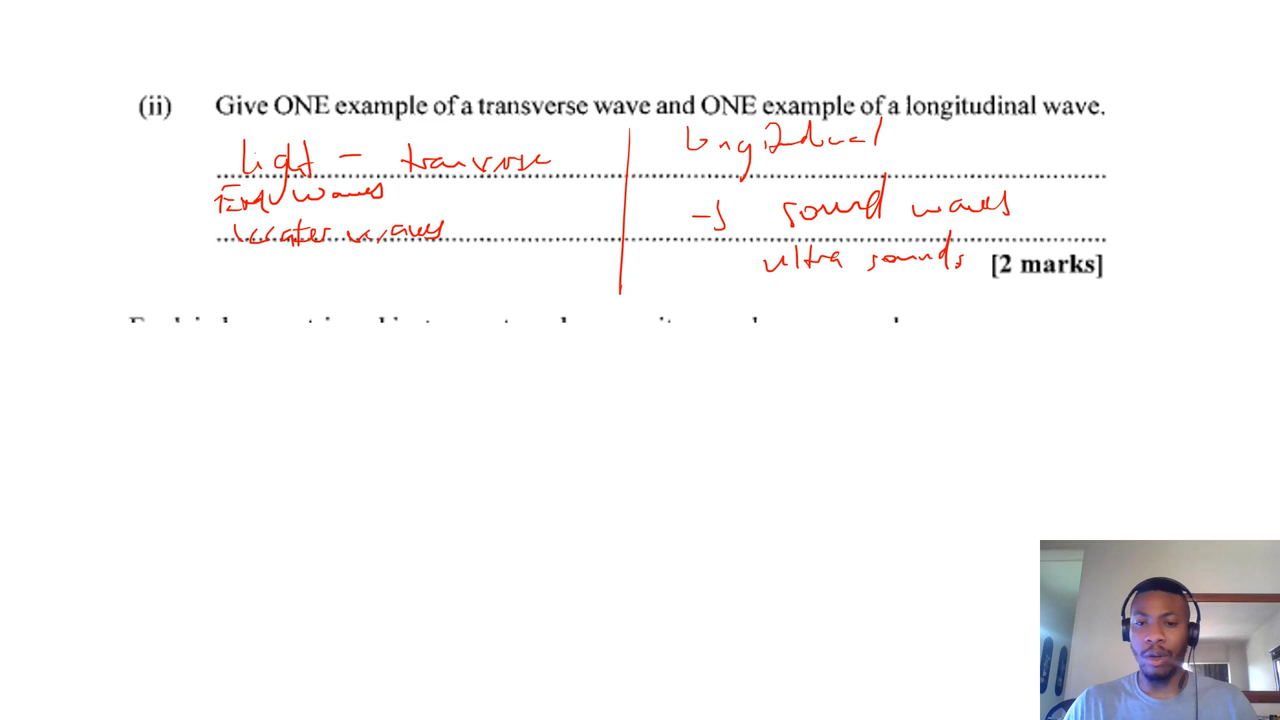 (ii) Give ONE example of a transverse wave and ONE example of a longitudinal wave.
light – transverse
EM waves
water waves
longitudinal
→ sound waves
ultra sounds
[2 marks]